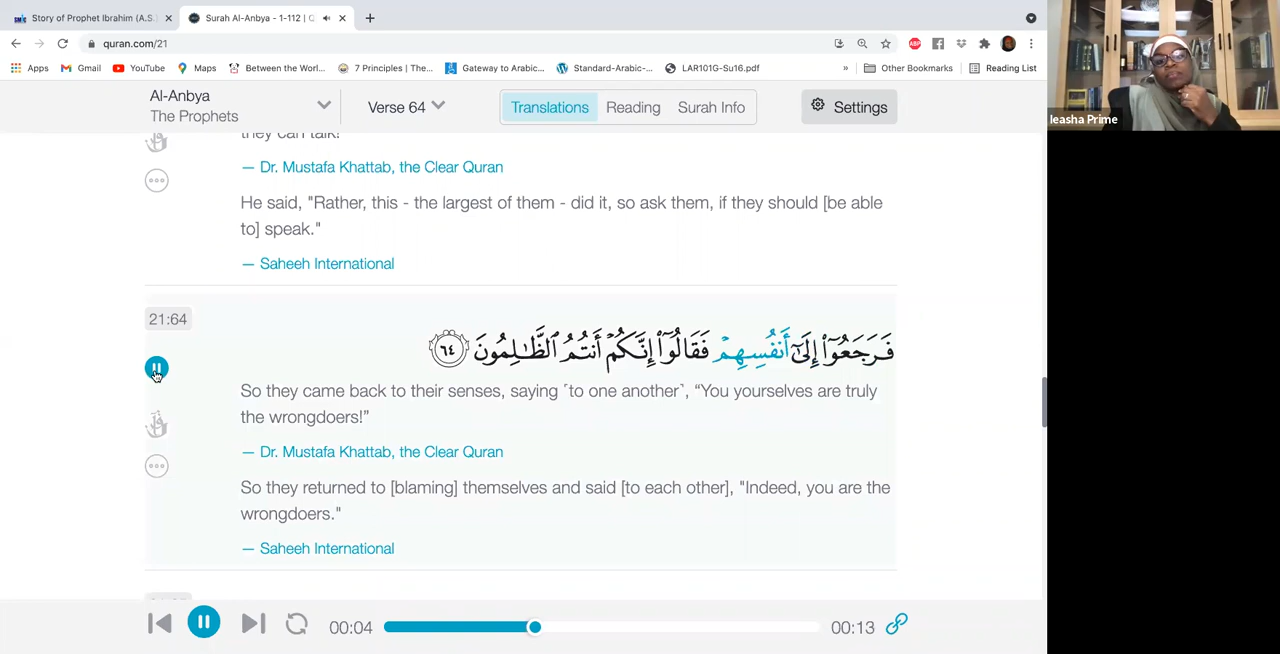 Story of Prophet Ibrahim (A.S.
Surah Al-Anbya - 1-112 | Q
quran.com/21
ABP
Apps
Gmail
YouTube
Maps
Between the Worl...
7 Principles | The...
Gateway to Arabic...
Standard-Arabic-...
LAR101G-Su16.pdf
»
Other Bookmarks
Reading List
Al-Anbya
The Prophets
Verse 64
Translations
Reading
Surah Info
Settings
leasha Prime
they can talk!
— Dr. Mustafa Khattab, the Clear Quran
He said, "Rather, this - the largest of them - did it, so ask them, if they should [be able
to] speak."
— Saheeh International
21:64
فَرَجَعُوٓا۟ إِلَىٰٓ أَنفُسِهِمْ فَقَالُوٓا۟ إِنَّكُمْ أَنتُمُ ٱلظَّـٰلِمُونَ ٦٤
So they came back to their senses, saying ˹to one another˺, “You yourselves are truly
the wrongdoers!”
— Dr. Mustafa Khattab, the Clear Quran
So they returned to [blaming] themselves and said [to each other], "Indeed, you are the
wrongdoers."
— Saheeh International
00:04
00:13